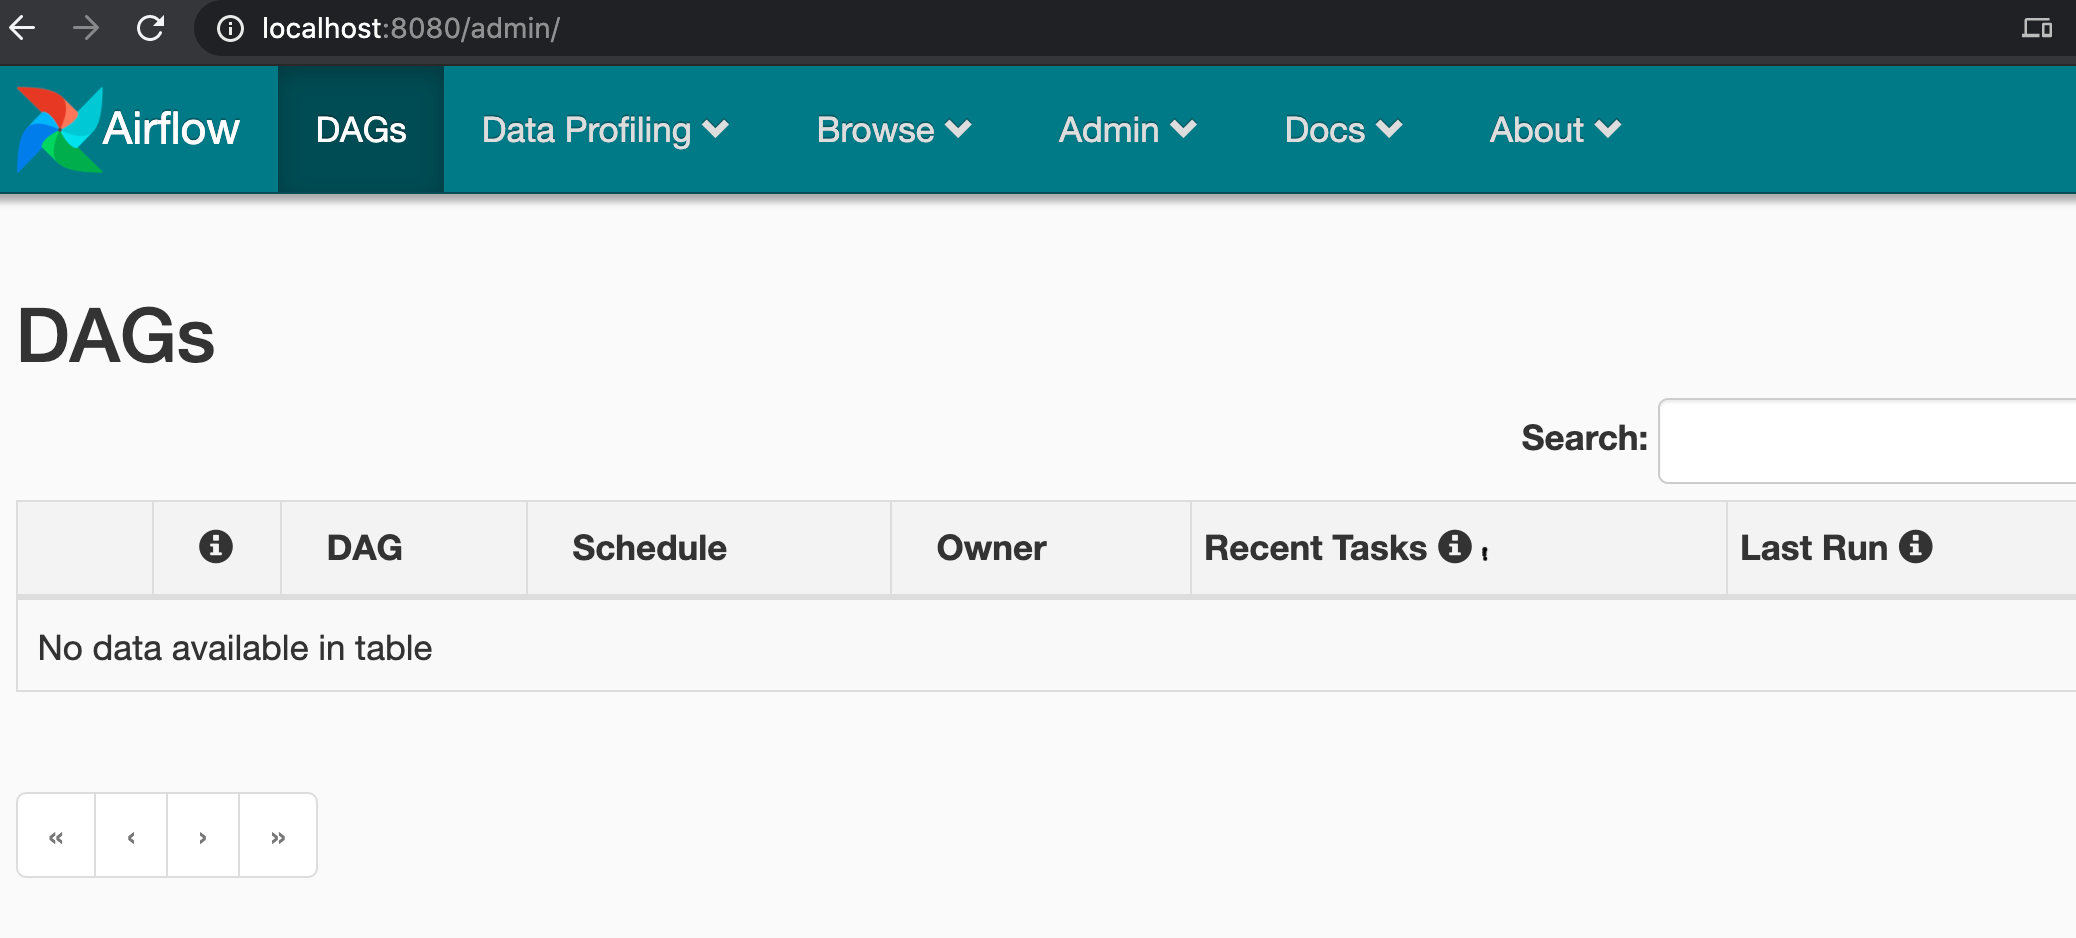 localhost:8080/admin/
Airflow DAGs Data Profiling Browse Admin Docs About
DAGs
Search:
DAG Schedule Owner Recent Tasks Last Run
No data available in table
« ‹ › »